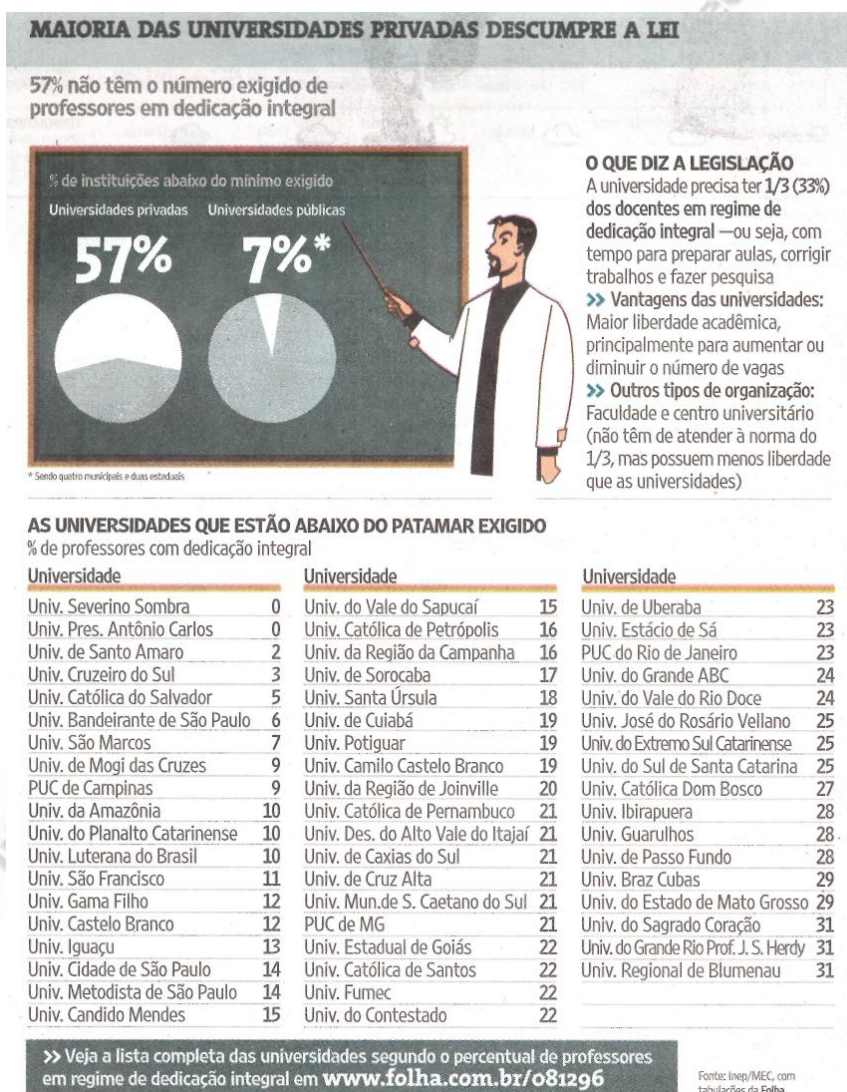 MAIORIA DAS UNIVERSIDADES PRIVADAS DESCUMPRE A LEI
57% não têm o número exigido de
professores em dedicação integral
% de instituições abaixo do mínimo exigido
Universidades privadas
57%
Universidades públicas
7%*
* Sendo quatro municipais e duas estaduais
O QUE DIZ A LEGISLAÇÃO
A universidade precisa ter 1/3 (33%)
dos docentes em regime de
dedicação integral —ou seja, com
tempo para preparar aulas, corrigir
trabalhos e fazer pesquisa
>> Vantagens das universidades:
Maior liberdade acadêmica,
principalmente para aumentar ou
diminuir o número de vagas
>> Outros tipos de organização:
Faculdade e centro universitário
(não têm de atender à norma do
1/3, mas possuem menos liberdade
que as universidades)
AS UNIVERSIDADES QUE ESTÃO ABAIXO DO PATAMAR EXIGIDO
% de professores com dedicação integral
Universidade
Univ. Severino Sombra 0
Univ. Pres. Antônio Carlos 0
Univ. de Santo Amaro 2
Univ. Cruzeiro do Sul 3
Univ. Católica do Salvador 5
Univ. Bandeirante de São Paulo 6
Univ. São Marcos 7
Univ. de Mogi das Cruzes 9
PUC de Campinas 9
Univ. da Amazônia 10
Univ. do Planalto Catarinense 10
Univ. Luterana do Brasil 10
Univ. São Francisco 11
Univ. Gama Filho 12
Univ. Castelo Branco 12
Univ. Iguaçu 13
Univ. Cidade de São Paulo 14
Univ. Metodista de São Paulo 14
Univ. Candido Mendes 15
Universidade
Univ. do Vale do Sapucaí 15
Univ. Católica de Petrópolis 16
Univ. da Região da Campanha 16
Univ. de Sorocaba 17
Univ. Santa Úrsula 18
Univ. de Cuiabá 19
Univ. Potiguar 19
Univ. Camilo Castelo Branco 19
Univ. da Região de Joinville 20
Univ. Católica de Pernambuco 21
Univ. Des. do Alto Vale do Itajaí 21
Univ. de Caxias do Sul 21
Univ. de Cruz Alta 21
Univ. Mun.de S. Caetano do Sul 21
PUC de MG 21
Univ. Estadual de Goiás 22
Univ. Católica de Santos 22
Univ. Fumec 22
Univ. do Contestado 22
Universidade
Univ. de Uberaba 23
Univ. Estácio de Sá 23
PUC do Rio de Janeiro 23
Univ. do Grande ABC 24
Univ. do Vale do Rio Doce 24
Univ. José do Rosário Vellano 25
Univ. do Extremo Sul Catarinense 25
Univ. do Sul de Santa Catarina 25
Univ. Católica Dom Bosco 27
Univ. Ibirapuera 28
Univ. Guarulhos 28
Univ. de Passo Fundo 28
Univ. Braz Cubas 29
Univ. do Estado de Mato Grosso 29
Univ. do Sagrado Coração 31
Univ. do Grande Rio Prof. J. S. Herdy 31
Univ. Regional de Blumenau 31
>> Veja a lista completa das universidades segundo o percentual de professores
em regime de dedicação integral em www.folha.com.br/081296
Fonte: Inep/MEC, com
tabulações da Folha